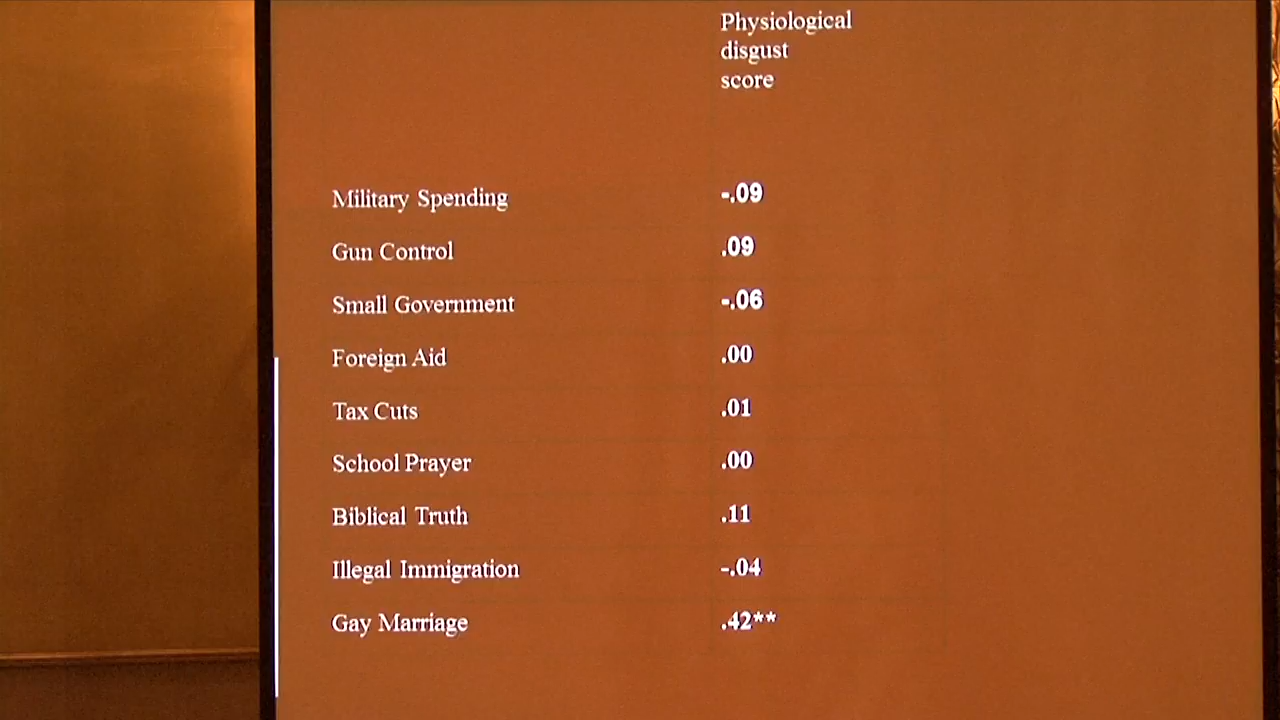 Physiological
disgust
score
Military Spending -.09
Gun Control .09
Small Government -.06
Foreign Aid .00
Tax Cuts .01
School Prayer .00
Biblical Truth .11
Illegal Immigration -.04
Gay Marriage .42**